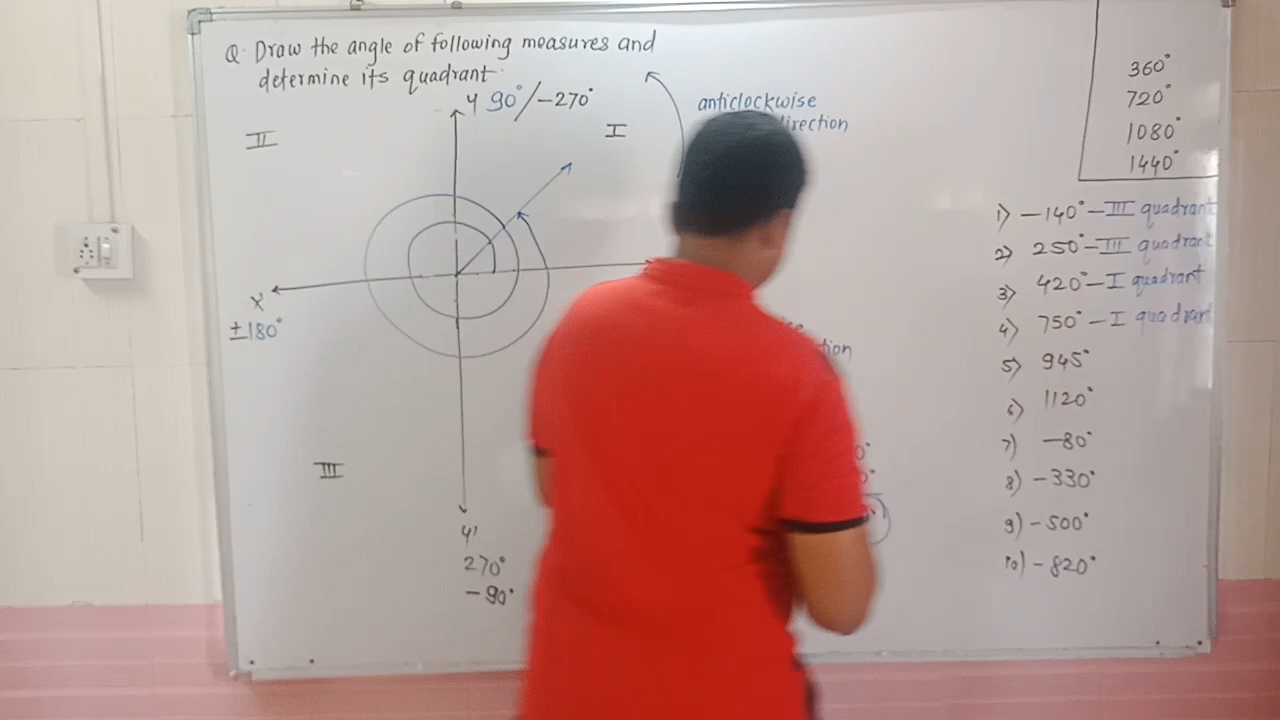 Q. Draw the angle of following measures and
determine its quadrant.
Y 90°/-270°
II
I
anticlockwise
X'
±180°
III
Y'
270°
-90°
360°
720°
1080°
1440°
1) -140° - III quadrant
2) 250° - III quadrant
3) 420° - I quadrant
4) 750° - I quadrant
5) 945°
6) 1120°
7) -80°
8) -330°
9) -500°
10) -820°